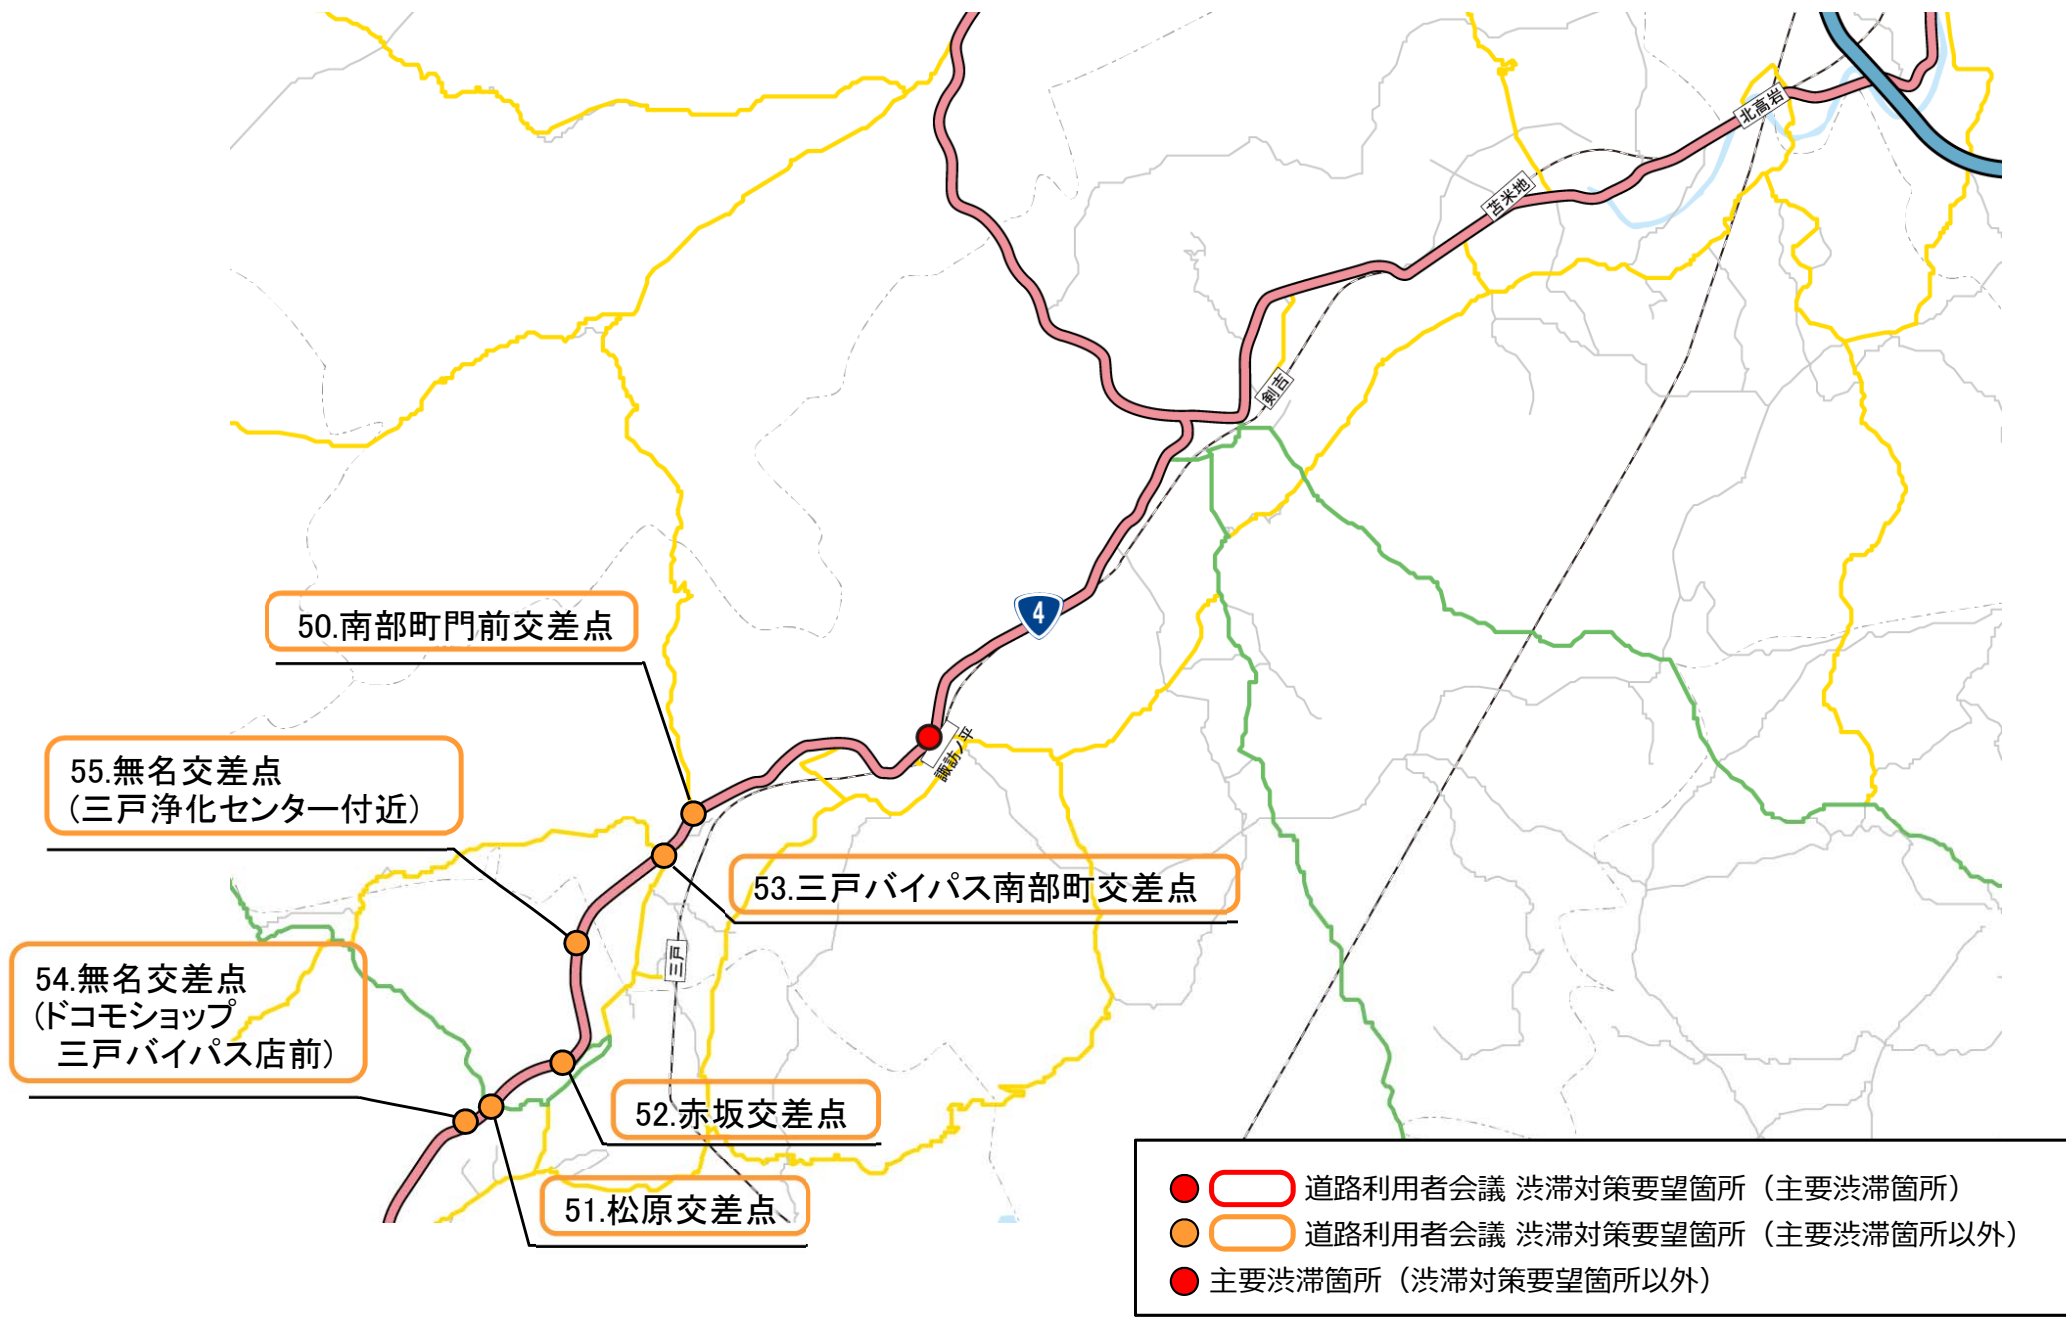 北高岩
苫米地
剣吉
4
50.南部町門前交差点
諏訪ノ平
55.無名交差点
(三戸浄化センター付近)
53.三戸バイパス南部町交差点
三戸
54.無名交差点
(ドコモショップ
三戸バイパス店前)
52.赤坂交差点
51.松原交差点
道路利用者会議 渋滞対策要望箇所（主要渋滞箇所）
道路利用者会議 渋滞対策要望箇所（主要渋滞箇所以外）
主要渋滞箇所（渋滞対策要望箇所以外）